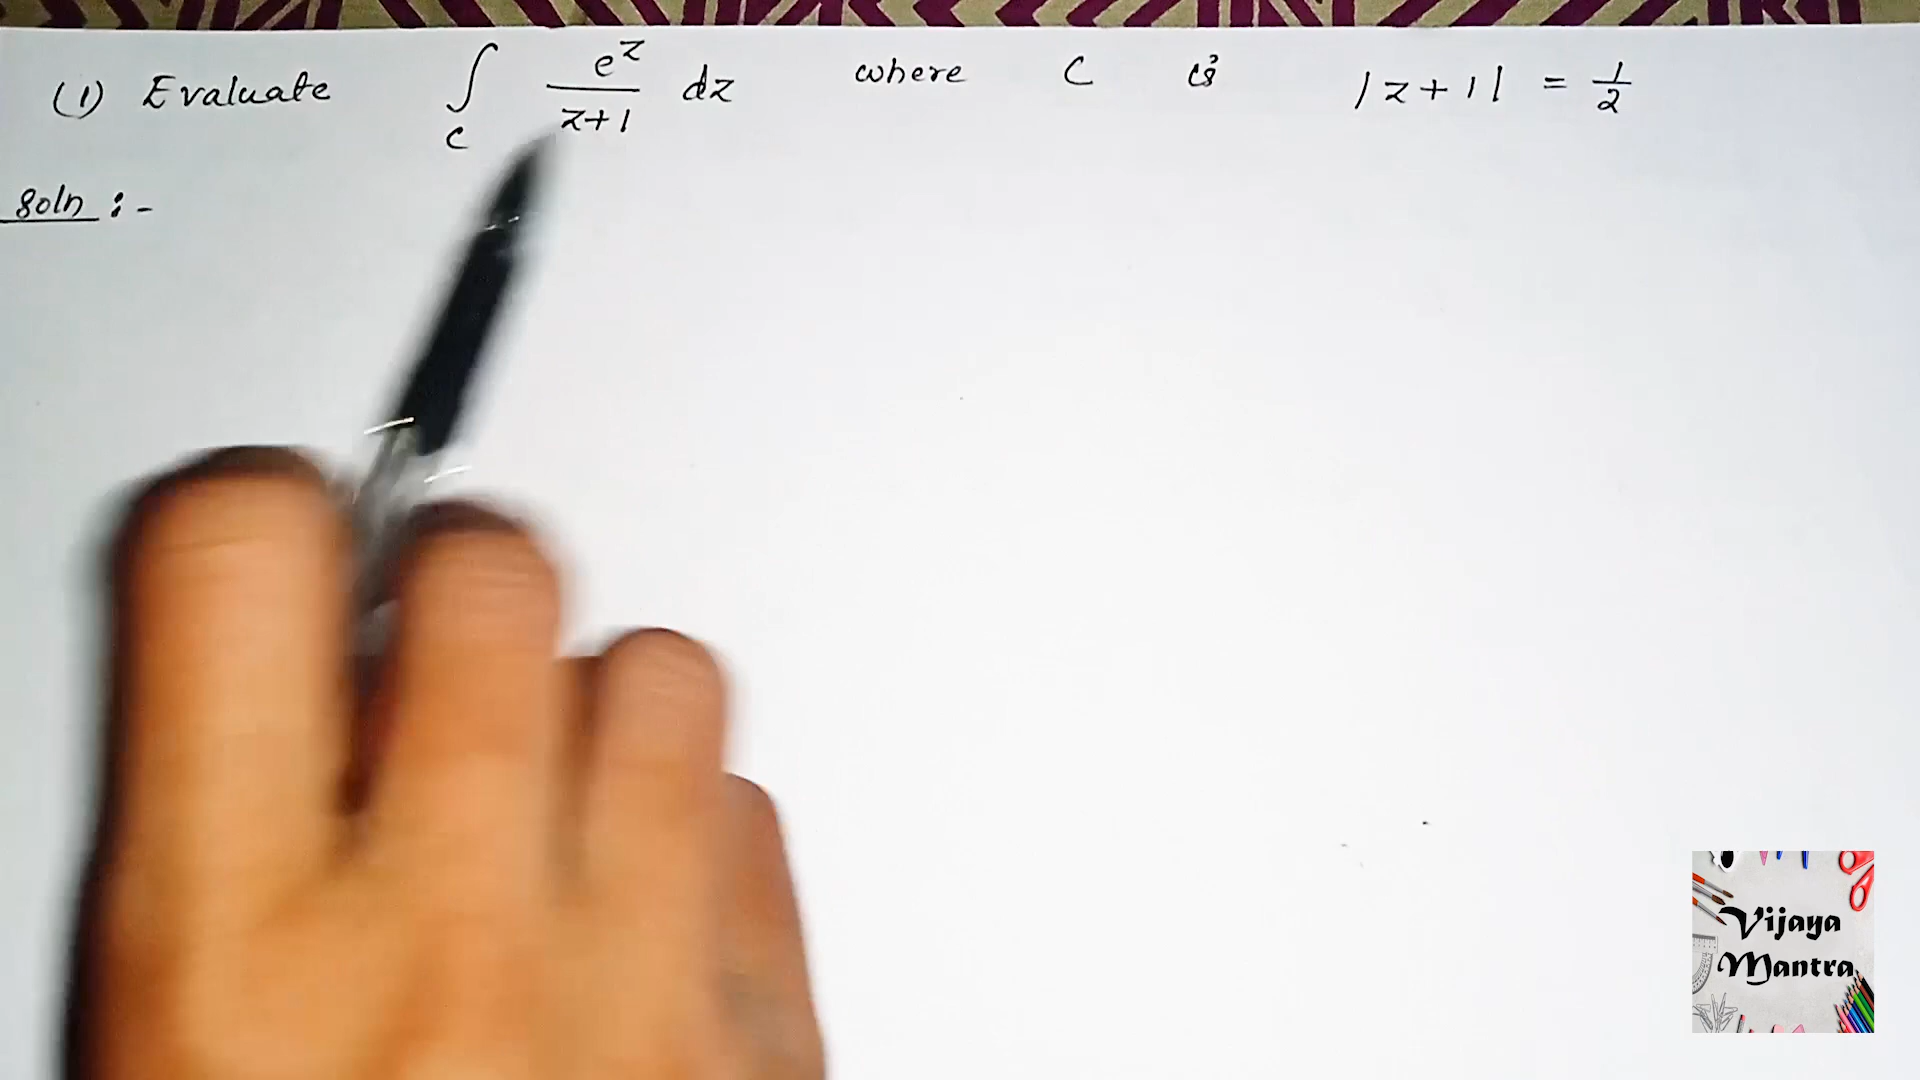 (1) Evaluate ∫_C e^z/(z+1) dz where C is |z+1| = 1/2
Soln :-
Vijaya
Mantra